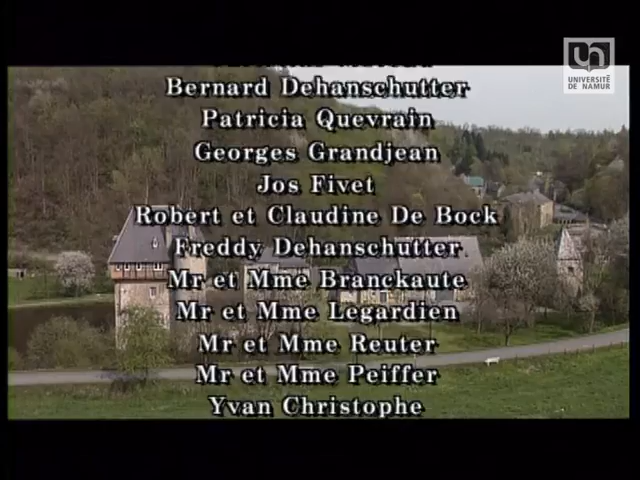 UNIVERSITÉ
DE NAMUR
Bernard Dehanschutter
Patricia Quevrain
Georges Grandjean
Jos Fivet
Robert et Claudine De Bock
Freddy Dehanschutter
Mr et Mme Branckaute
Mr et Mme Legardien
Mr et Mme Reuter
Mr et Mme Peiffer
Yvan Christophe